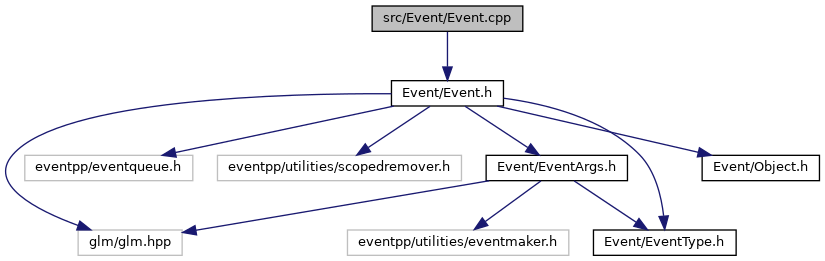 src/Event/Event.cpp
Event/Event.h
eventpp/eventqueue.h
eventpp/utilities/scopedremover.h
Event/EventArgs.h
Event/Object.h
glm/glm.hpp
eventpp/utilities/eventmaker.h
Event/EventType.h